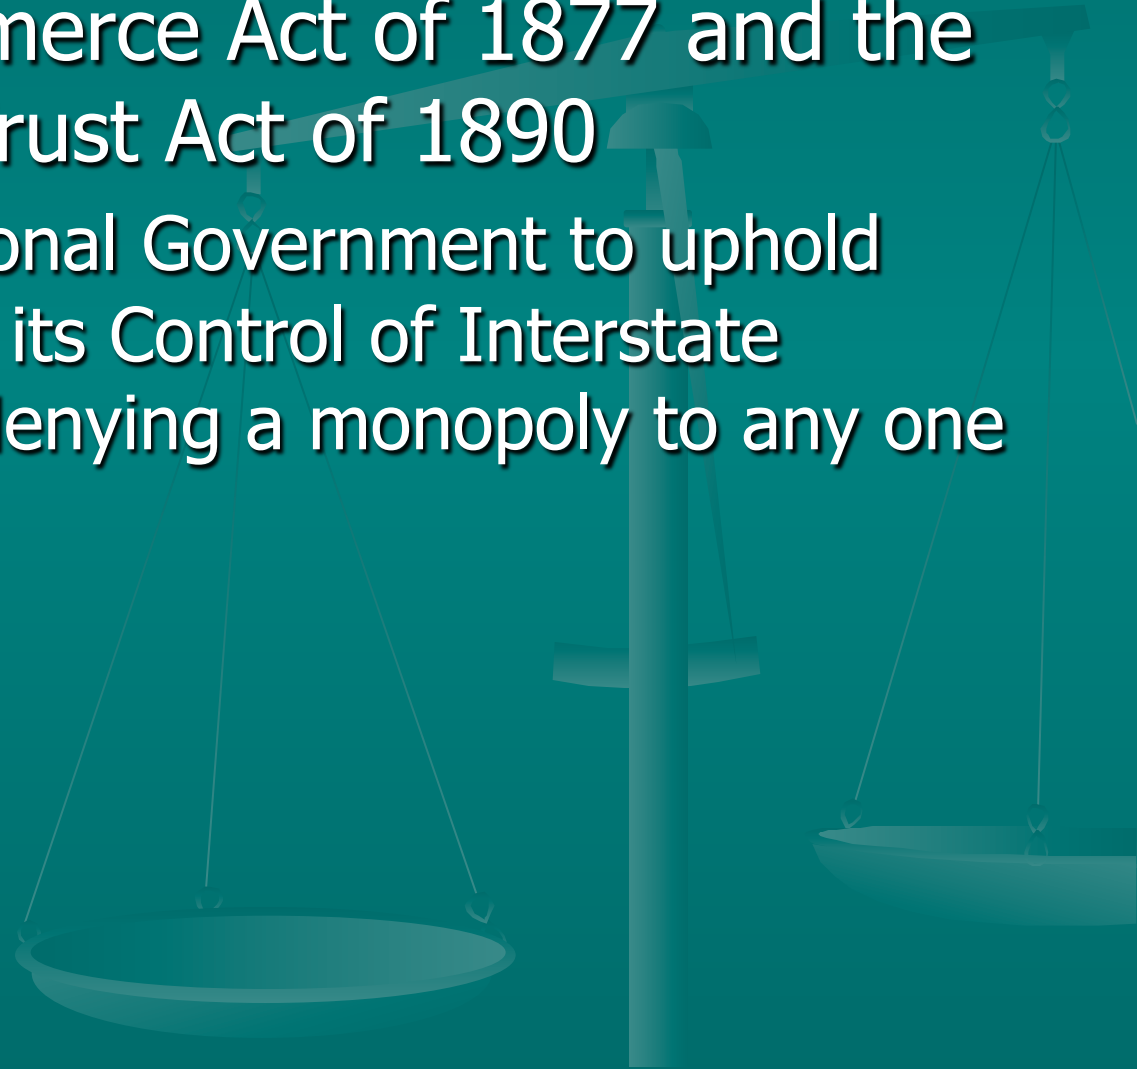 merce Act of 1877 and the
rust Act of 1890
onal Government to uphold
its Control of Interstate
denying a monopoly to any one